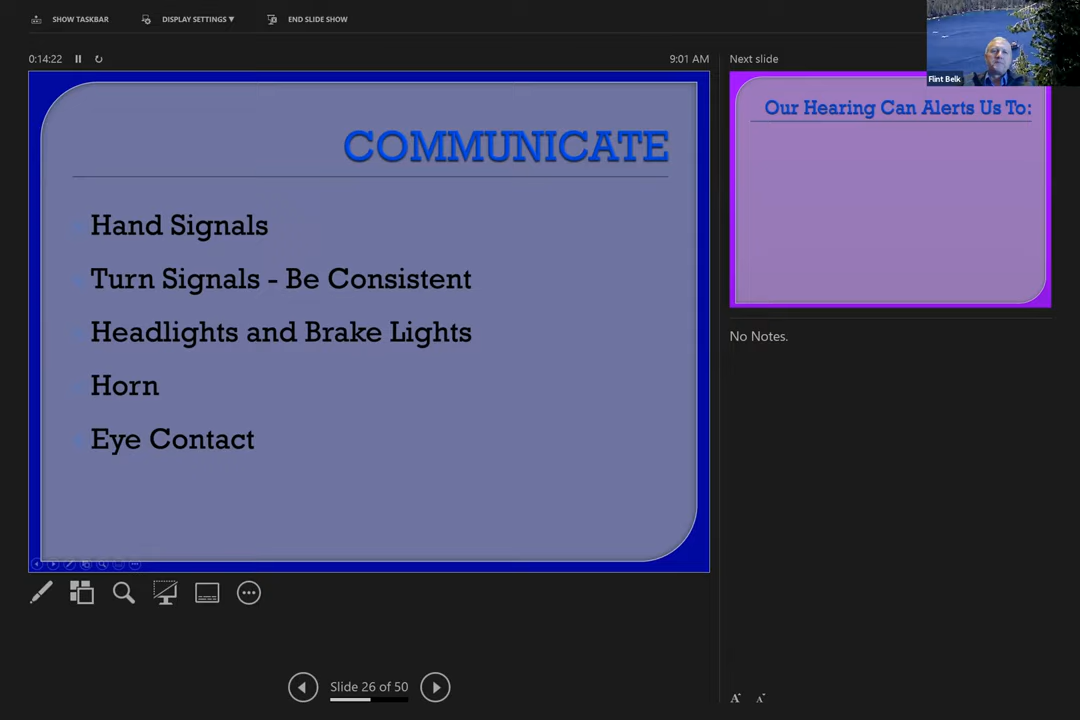 SHOW TASKBAR
DISPLAY SETTINGS ▼
END SLIDE SHOW
Flint Belk
0:14:22
9:01 AM
Next slide
COMMUNICATE
Hand Signals
Turn Signals - Be Consistent
Headlights and Brake Lights
Horn
Eye Contact
Our Hearing Can Alerts Us To:
No Notes.
Slide 26 of 50
A
A